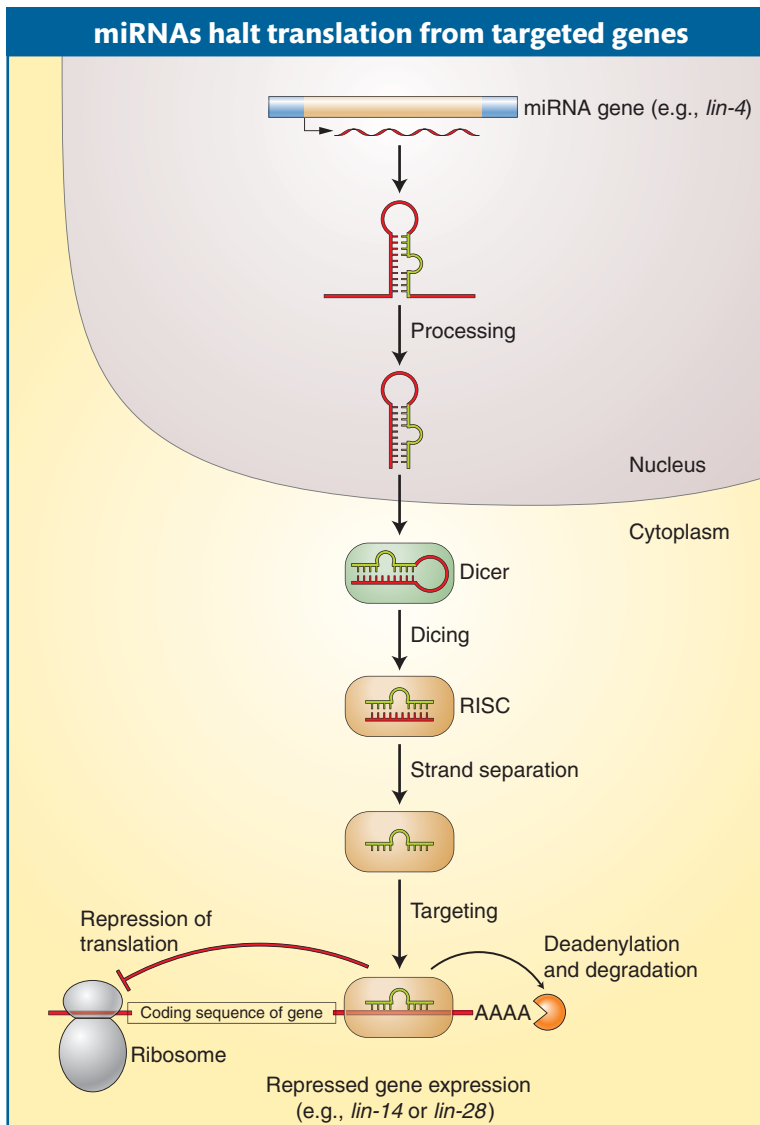 miRNAs halt translation from targeted genes
miRNA gene (e.g., lin-4)
Processing
Nucleus
Cytoplasm
Dicer
Dicing
RISC
Strand separation
Targeting
Repression of
translation
Deadenylation
and degradation
Coding sequence of gene
AAAA
Ribosome
Repressed gene expression
(e.g., lin-14 or lin-28)